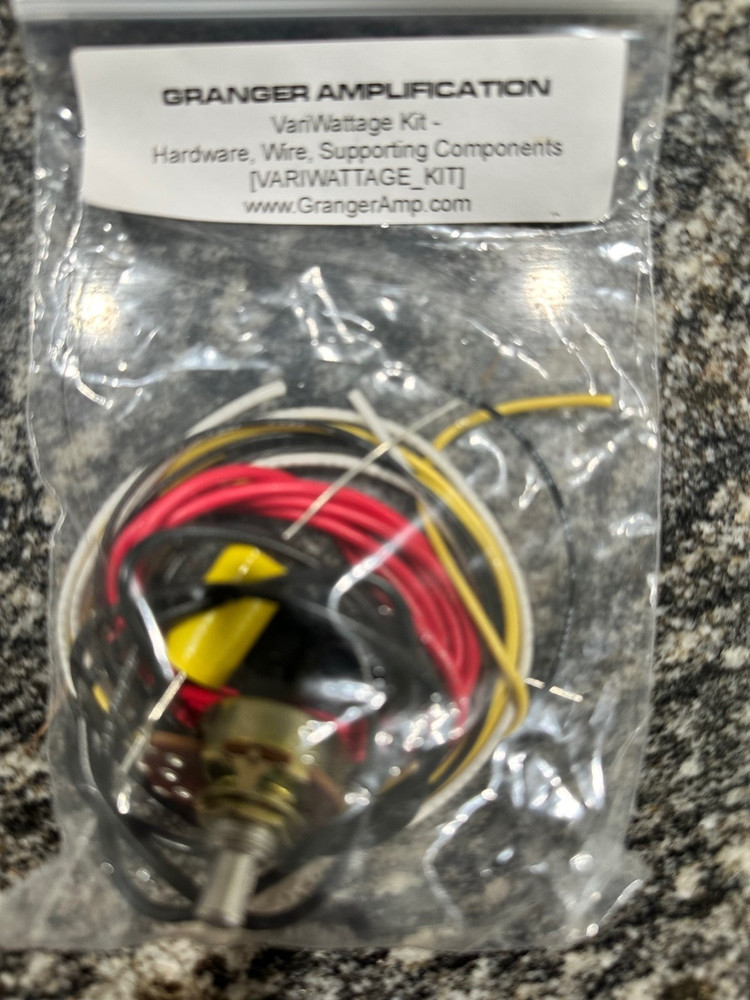 GRANGER AMPLIFICATION
VariWattage Kit -
Hardware, Wire, Supporting Components
[VARIWATTAGE_KIT]
www.GrangerAmp.com